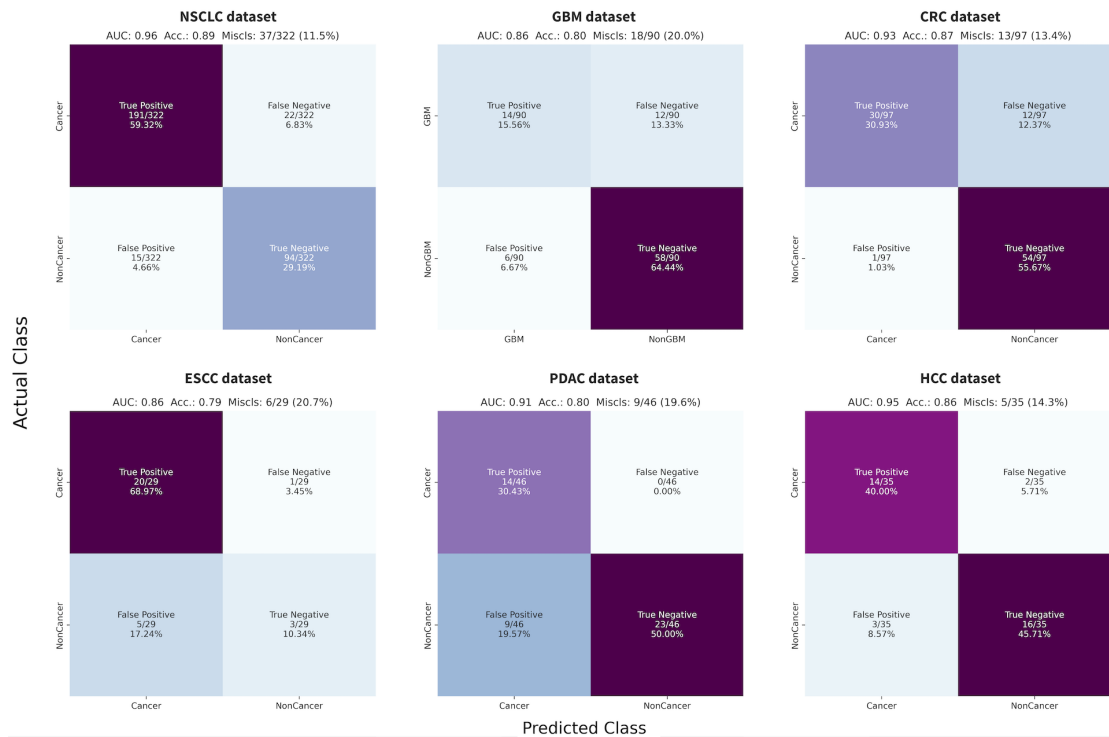 NSCLC dataset
AUC: 0.96 Acc.: 0.89 Miscls: 37/322 (11.5%)
Cancer
True Positive
191/322
59.32%
False Negative
22/322
6.83%
NonCancer
False Positive
15/322
4.66%
True Negative
94/322
29.19%
Cancer
NonCancer
GBM dataset
AUC: 0.86 Acc.: 0.80 Miscls: 18/90 (20.0%)
GBM
True Positive
14/90
15.56%
False Negative
12/90
13.33%
NonGBM
False Positive
6/90
6.67%
True Negative
58/90
64.44%
GBM
NonGBM
CRC dataset
AUC: 0.93 Acc.: 0.87 Miscls: 13/97 (13.4%)
Cancer
True Positive
30/97
30.93%
False Negative
12/97
12.37%
NonCancer
False Positive
1/97
1.03%
True Negative
54/97
55.67%
Cancer
NonCancer
Actual Class
ESCC dataset
AUC: 0.86 Acc.: 0.79 Miscls: 6/29 (20.7%)
Cancer
True Positive
20/29
68.97%
False Negative
1/29
3.45%
NonCancer
False Positive
5/29
17.24%
True Negative
3/29
10.34%
Cancer
NonCancer
PDAC dataset
AUC: 0.91 Acc.: 0.80 Miscls: 9/46 (19.6%)
Cancer
True Positive
14/46
30.43%
False Negative
0/46
0.00%
NonCancer
False Positive
9/46
19.57%
True Negative
23/46
50.00%
Cancer
NonCancer
HCC dataset
AUC: 0.95 Acc.: 0.86 Miscls: 5/35 (14.3%)
Cancer
True Positive
14/35
40.00%
False Negative
2/35
5.71%
NonCancer
False Positive
3/35
8.57%
True Negative
16/35
45.71%
Cancer
NonCancer
Predicted Class